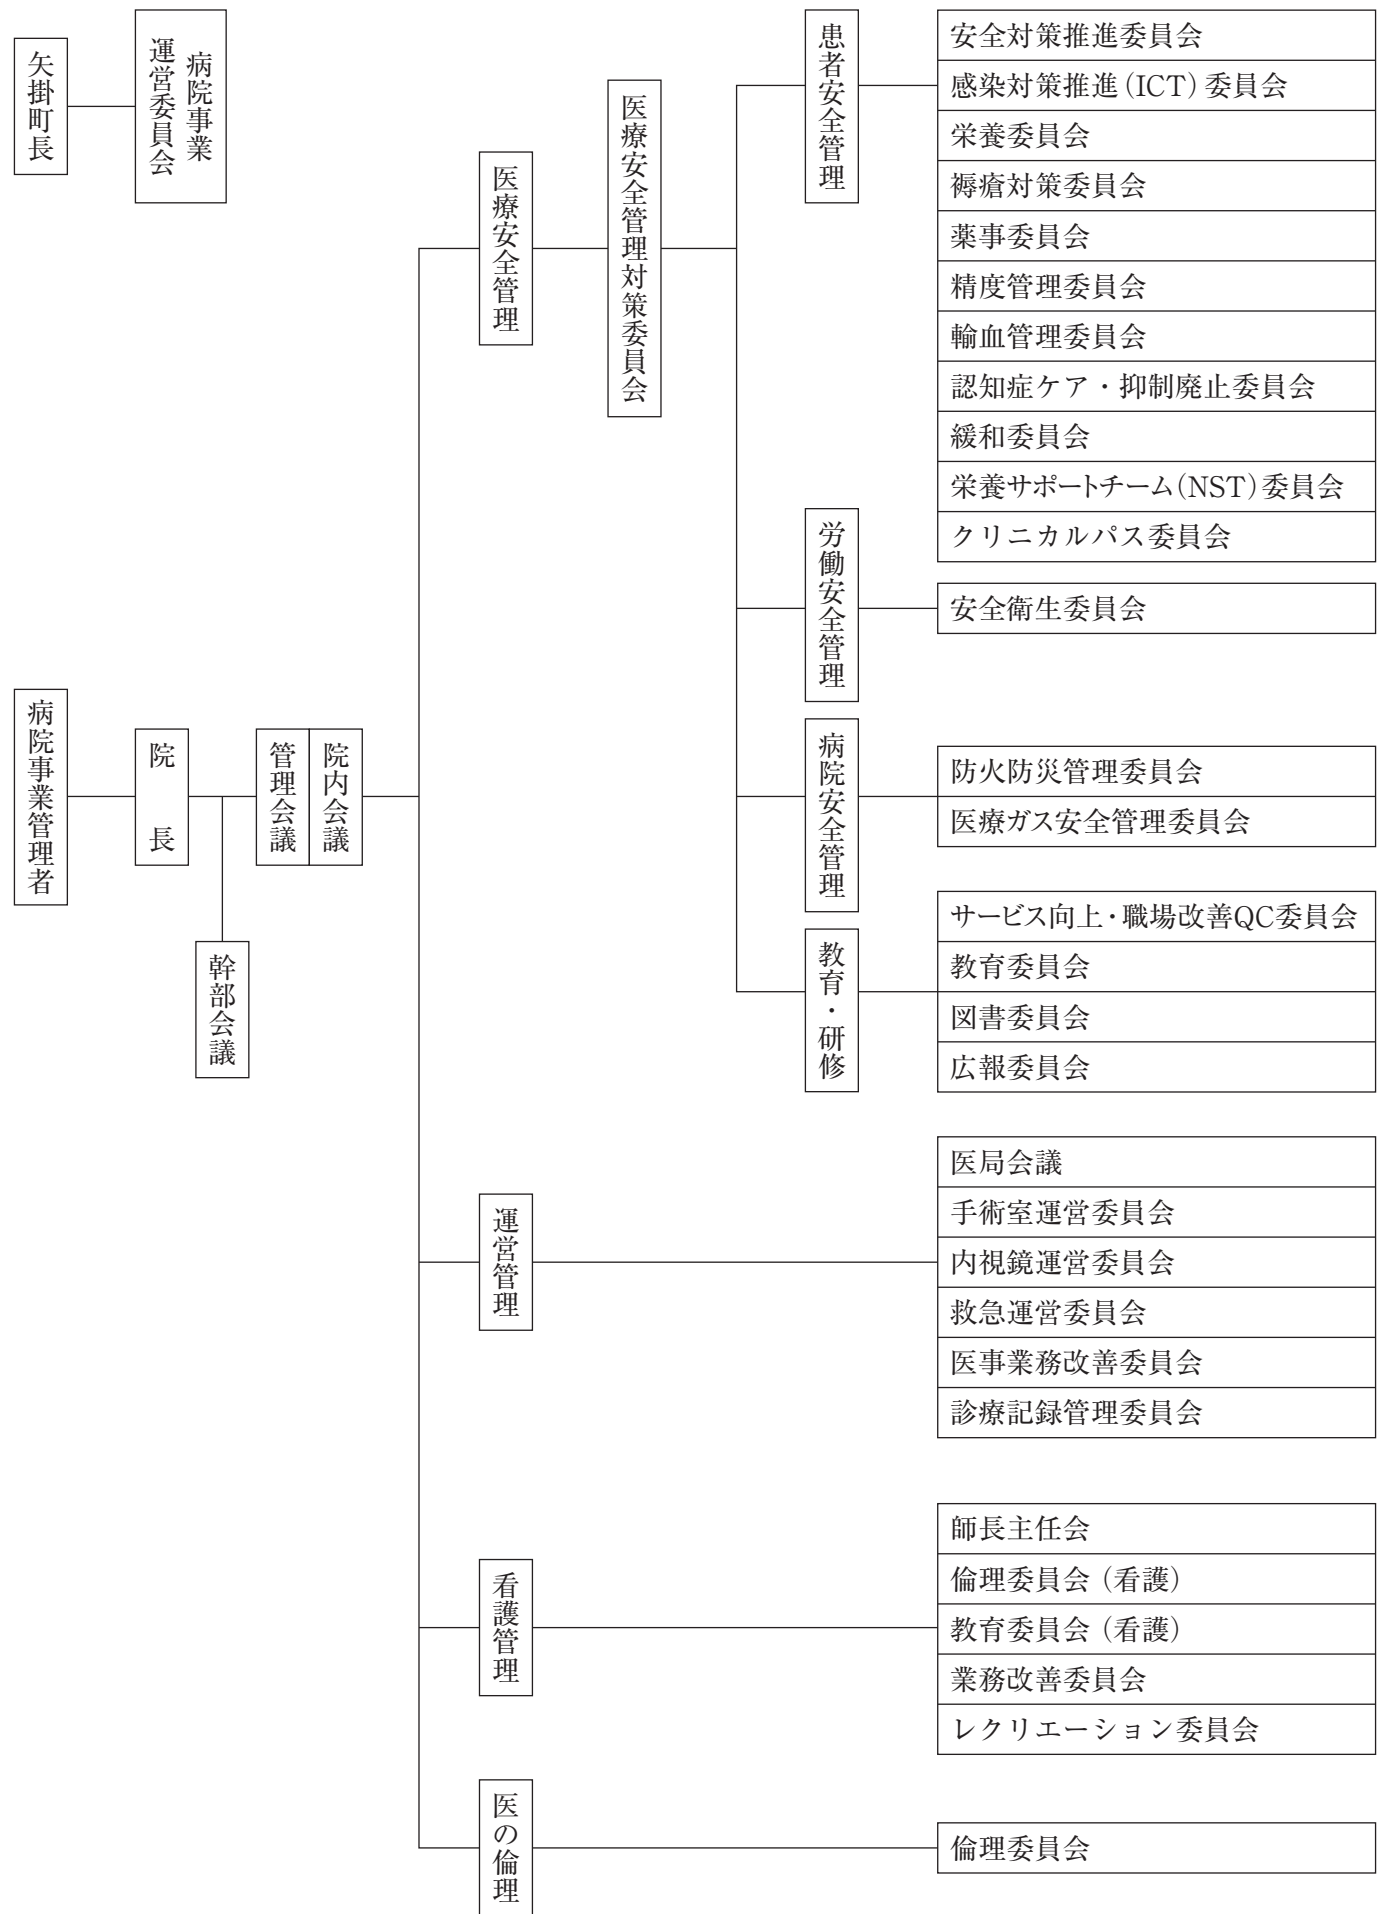 矢掛町長
病院事業
運営委員会
病院事業管理者
院長
幹部会議
管理会議
院内会議
医療安全管理
医療安全管理対策委員会
患者安全管理
安全対策推進委員会
感染対策推進(ICT)委員会
栄養委員会
褥瘡対策委員会
薬事委員会
精度管理委員会
輸血管理委員会
認知症ケア・抑制廃止委員会
緩和委員会
栄養サポートチーム(NST)委員会
クリニカルパス委員会
労働安全管理
安全衛生委員会
病院安全管理
防火防災管理委員会
医療ガス安全管理委員会
教育・研修
サービス向上・職場改善QC委員会
教育委員会
図書委員会
広報委員会
運営管理
医局会議
手術室運営委員会
内視鏡運営委員会
救急運営委員会
医事業務改善委員会
診療記録管理委員会
看護管理
師長主任会
倫理委員会(看護)
教育委員会(看護)
業務改善委員会
レクリエーション委員会
医の倫理
倫理委員会